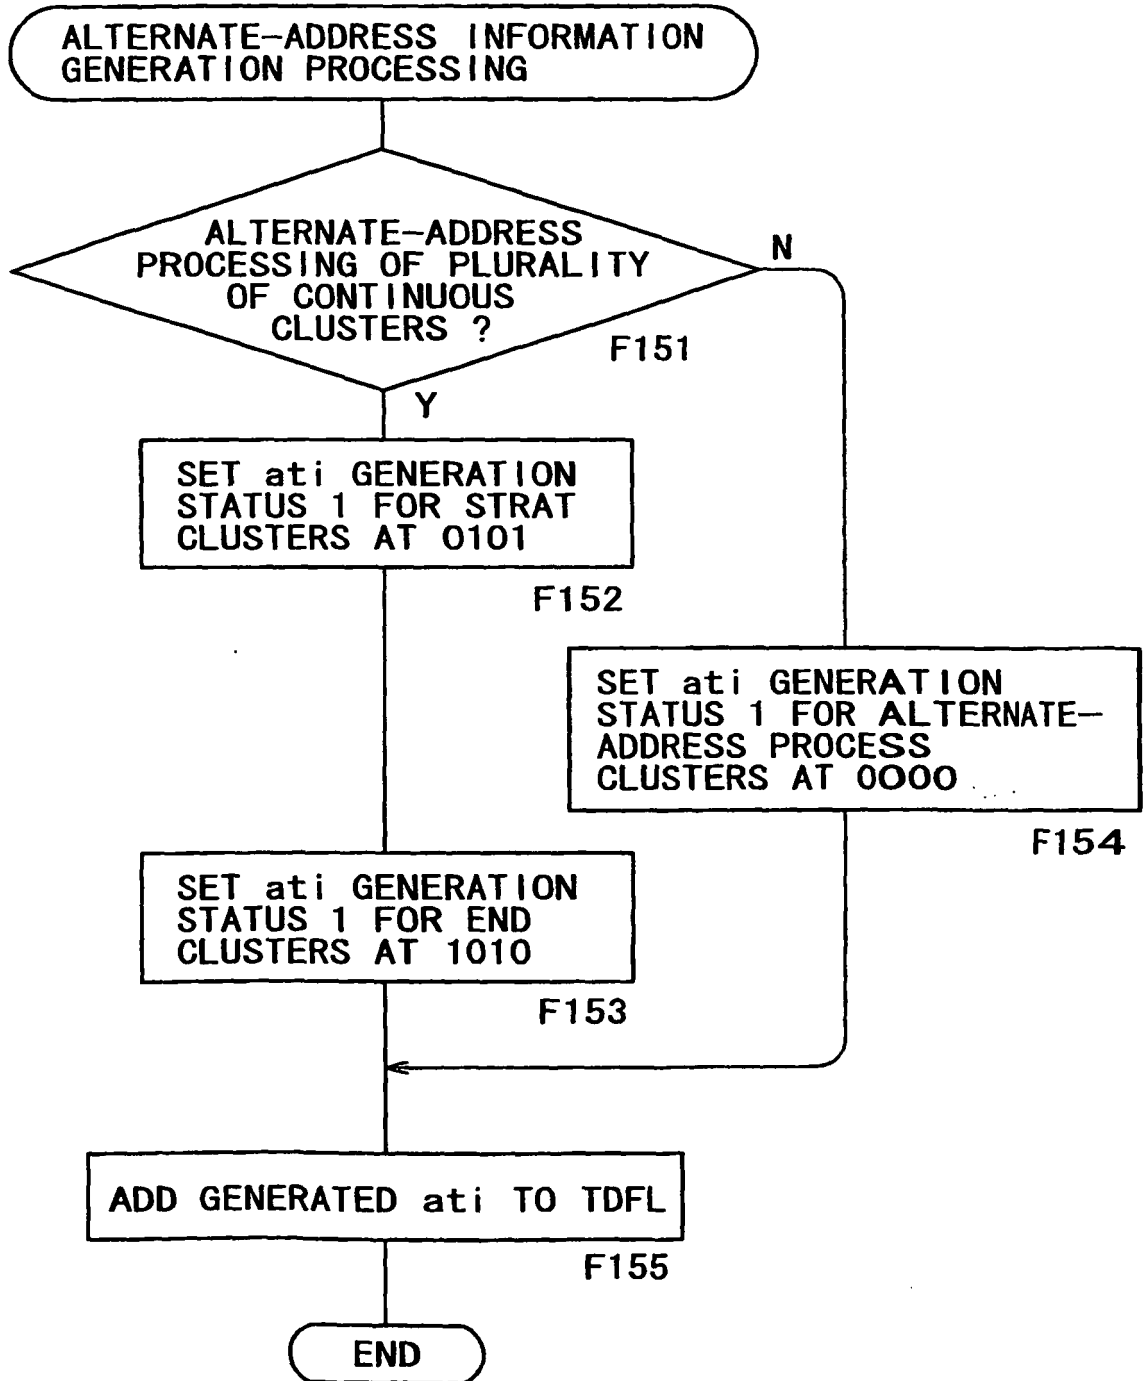 ALTERNATE-ADDRESS INFORMATION
GENERATION PROCESSING
ALTERNATE-ADDRESS
PROCESSING OF PLURALITY
OF CONTINUOUS
CLUSTERS ?
N
F151
Y
SET ati GENERATION
STATUS 1 FOR STRAT
CLUSTERS AT 0101
F152
SET ati GENERATION
STATUS 1 FOR ALTERNATE-
ADDRESS PROCESS
CLUSTERS AT 0000
F154
SET ati GENERATION
STATUS 1 FOR END
CLUSTERS AT 1010
F153
ADD GENERATED ati TO TDFL
F155
END